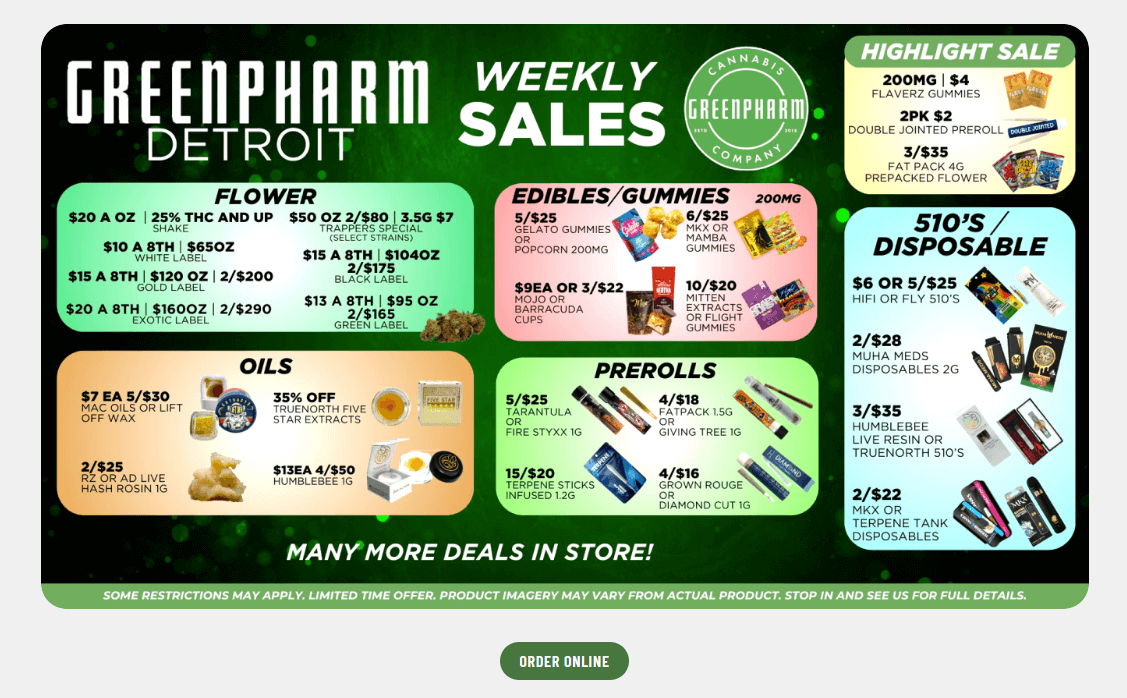 GREENPHARM
DETROIT
WEEKLY
SALES
CANNABIS
GREENPHARM
ESTD 2018
COMPANY
HIGHLIGHT SALE
200MG | $4
FLAVERZ GUMMIES
2PK $2
DOUBLE JOINTED PREROLL
DOUBLE JOINTED
3/$35
FAT PACK 4G
PREPACKED FLOWER
FLOWER
$20 A OZ | 25% THC AND UP
SHAKE
$10 A 8TH | $65OZ
WHITE LABEL
$15 A 8TH | $120 OZ | 2/$200
GOLD LABEL
$20 A 8TH | $160OZ | 2/$290
EXOTIC LABEL
$50 OZ 2/$80 | 3.5G $7
TRAPPERS SPECIAL
(SELECT STRAINS)
$15 A 8TH | $104OZ
2/$175
BLACK LABEL
$13 A 8TH | $95 OZ
2/$165
GREEN LABEL
EDIBLES/GUMMIES 200MG
5/$25
GELATO GUMMIES
OR
POPCORN 200MG
6/$25
MKX OR
MAMBA
GUMMIES
$9EA OR 3/$22
MOJO OR
BARRACUDA
CUPS
10/$20
MITTEN
EXTRACTS
OR FLIGHT
GUMMIES
510'S /
DISPOSABLE
$6 OR 5/$25
HIFI OR FLY 510'S
2/$28
MUHA MEDS
DISPOSABLES 2G
MUHA MEDS
3/$35
HUMBLEBEE
LIVE RESIN OR
TRUENORTH 510'S
2/$22
MKX OR
TERPENE TANK
DISPOSABLES
MKX
OILS
$7 EA 5/$30
MAC OILS OR LIFT
OFF WAX
35% OFF
TRUENORTH FIVE
STAR EXTRACTS
FIVE STAR
2/$25
RZ OR AD LIVE
HASH ROSIN 1G
$13EA 4/$50
HUMBLEBEE 1G
PREROLLS
5/$25
TARANTULA
OR
FIRE STYXX 1G
4/$18
FATPACK 1.5G
OR
GIVING TREE 1G
15/$20
TERPENE STICKS
INFUSED 1.2G
4/$16
GROWN ROUGE
OR
DIAMOND CUT 1G
DIAMOND
MANY MORE DEALS IN STORE!
SOME RESTRICTIONS MAY APPLY. LIMITED TIME OFFER. PRODUCT IMAGERY MAY VARY FROM ACTUAL PRODUCT. STOP IN AND SEE US FOR FULL DETAILS.
ORDER ONLINE